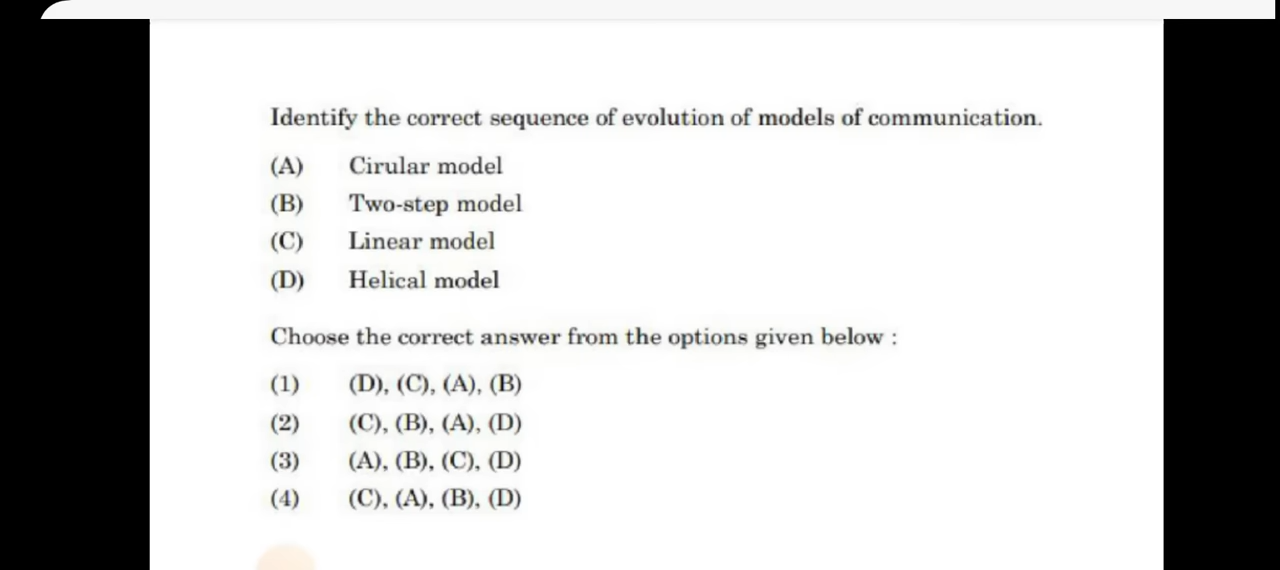 Identify the correct sequence of evolution of models of communication.
(A) Cirular model
(B) Two-step model
(C) Linear model
(D) Helical model
Choose the correct answer from the options given below :
(1) (D), (C), (A), (B)
(2) (C), (B), (A), (D)
(3) (A), (B), (C), (D)
(4) (C), (A), (B), (D)